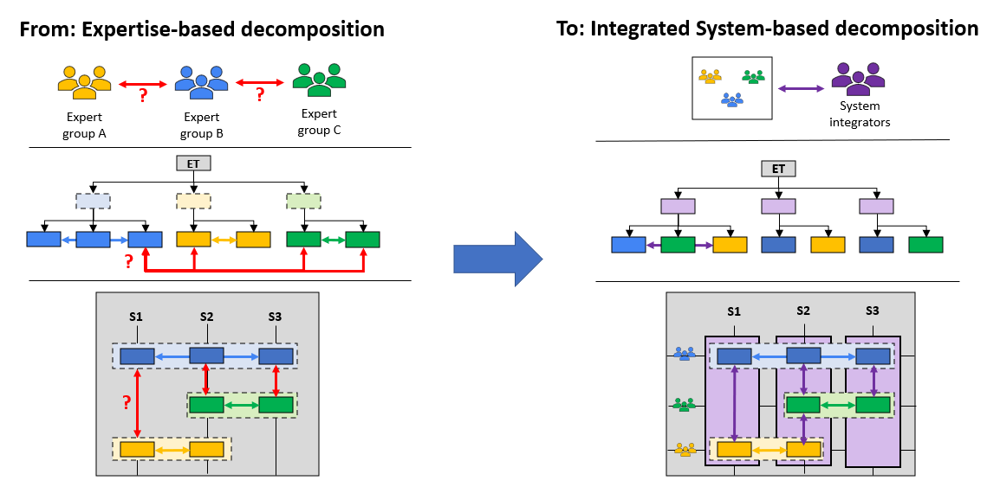 From: Expertise-based decomposition
To: Integrated System-based decomposition
?
?
Expert
group A
Expert
group B
Expert
group C
System
integrators
ET
?
ET
S1
S2
S3
?
S1
S2
S3